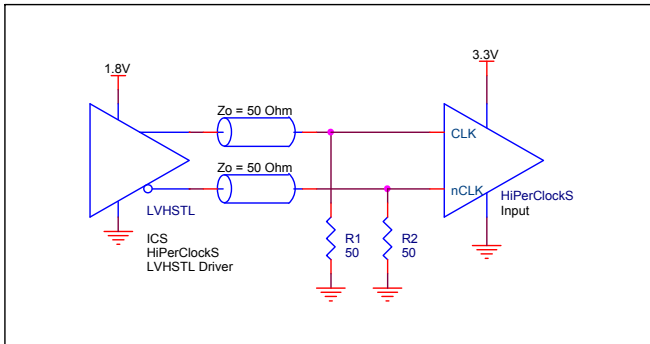 1.8V
3.3V
Zo = 50 Ohm
CLK
Zo = 50 Ohm
nCLK
LVHSTL
HiPerClockS
Input
ICS
HiPerClockS
LVHSTL Driver
R1
50
R2
50